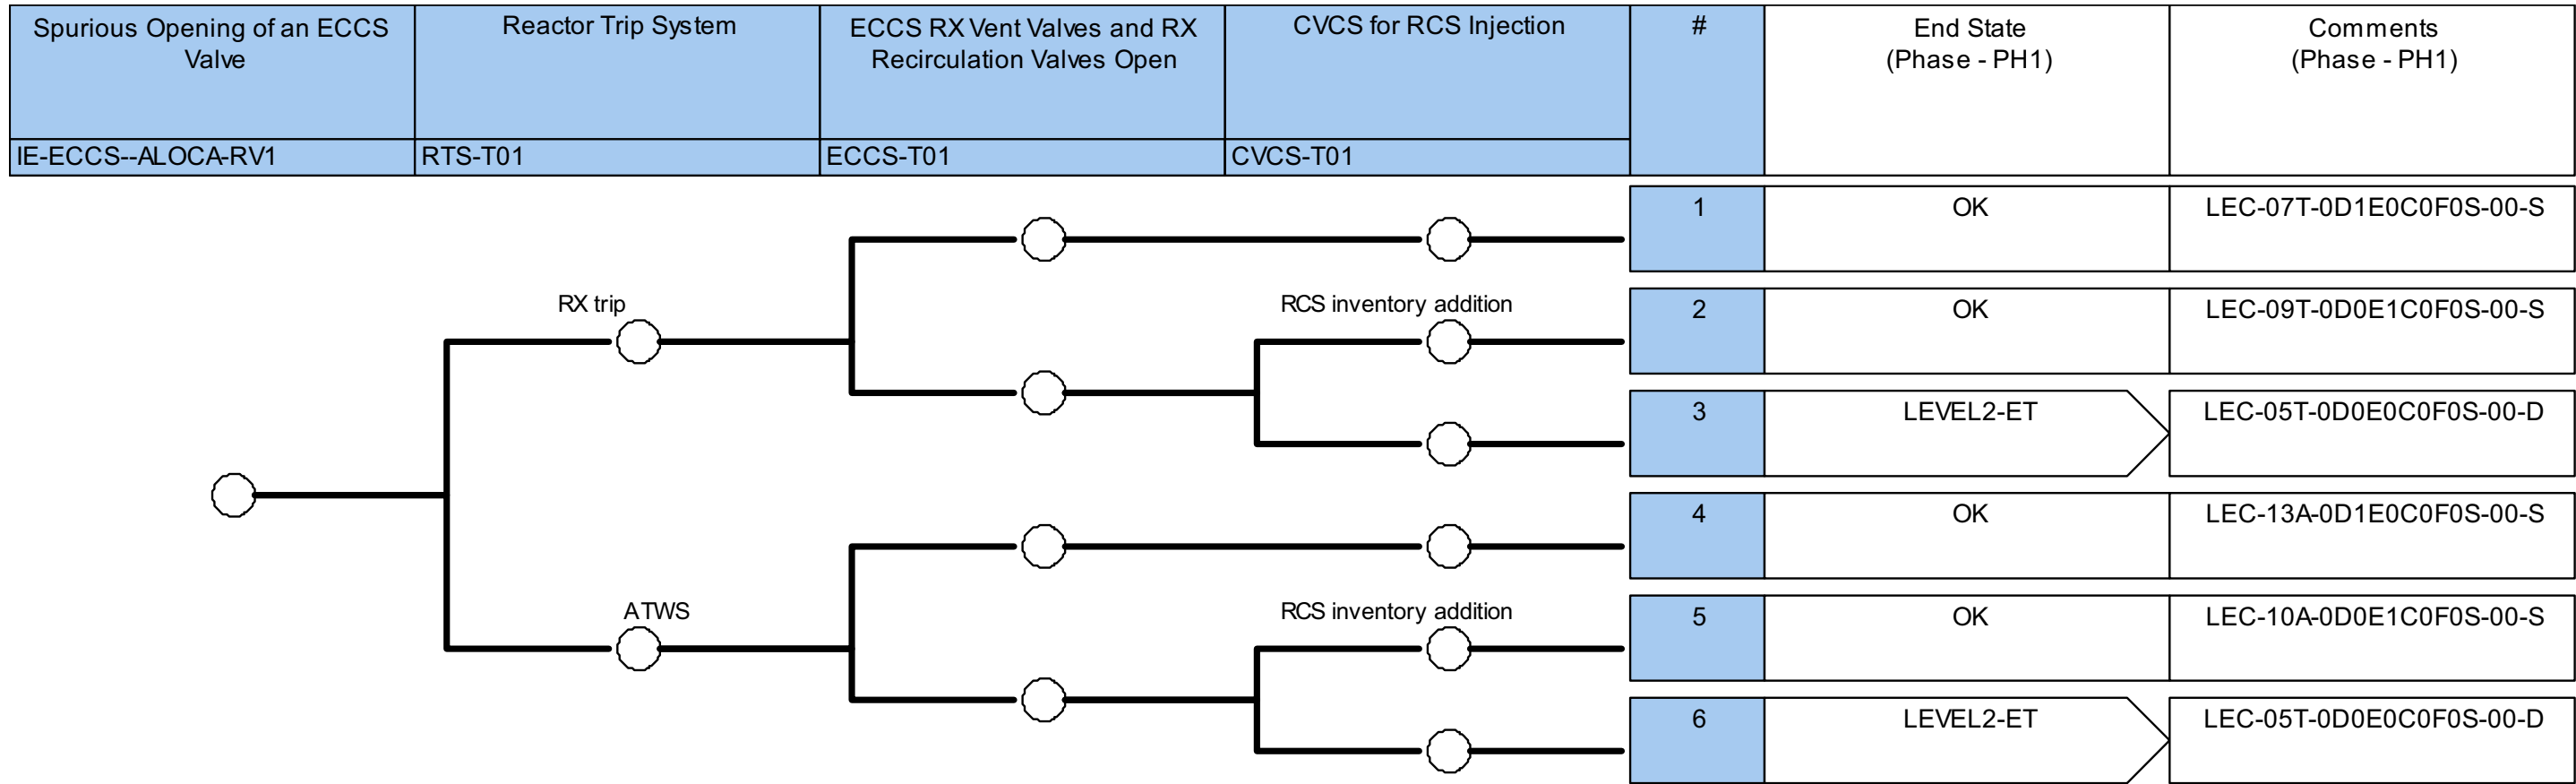 Spurious Opening of an ECCS
Valve
Reactor Trip System
ECCS RX Vent Valves and RX
Recirculation Valves Open
CVCS for RCS Injection
#
End State
(Phase - PH1)
Comments
(Phase - PH1)
IE-ECCS--ALOCA-RV1
RTS-T01
ECCS-T01
CVCS-T01
1
OK
LEC-07T-0D1E0C0F0S-00-S
RX trip
RCS inventory addition
2
OK
LEC-09T-0D0E1C0F0S-00-S
3
LEVEL2-ET
LEC-05T-0D0E0C0F0S-00-D
4
OK
LEC-13A-0D1E0C0F0S-00-S
ATWS
RCS inventory addition
5
OK
LEC-10A-0D0E1C0F0S-00-S
6
LEVEL2-ET
LEC-05T-0D0E0C0F0S-00-D